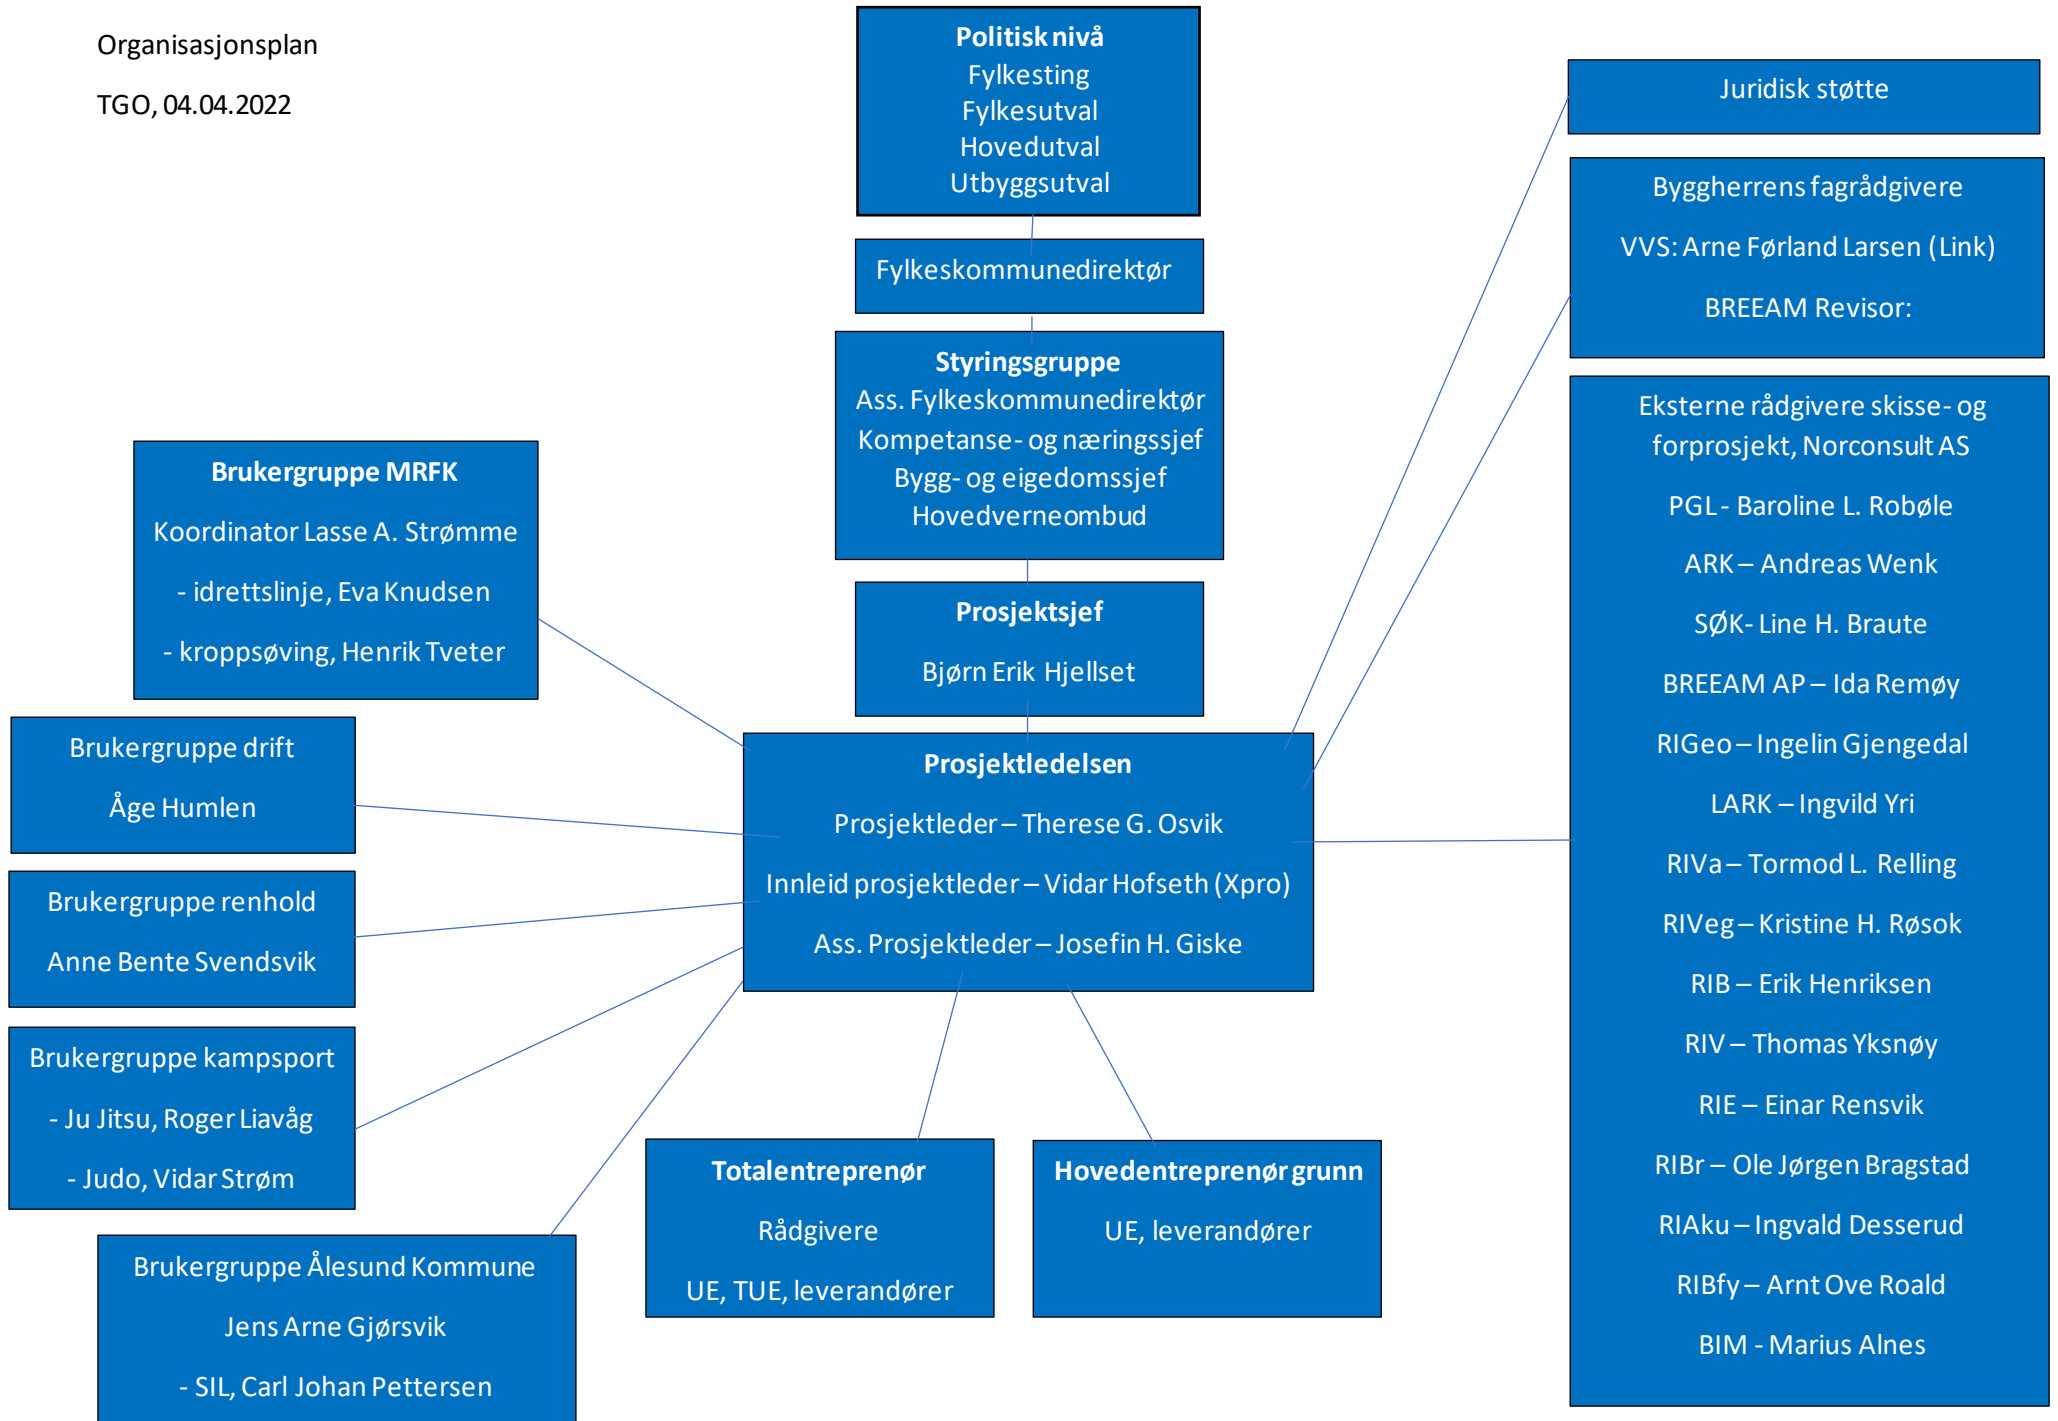 Organisasjonsplan
TGO, 04.04.2022
Politisk nivå
Fylkesting
Fylkesutval
Hovedutval
Utbyggsutval
Fylkeskommunedirektør
Styringsgruppe
Ass. Fylkeskommunedirektør
Kompetanse- og næringssjef
Bygg- og eigedomssjef
Hovedverneombud
Prosjektsjef
Bjørn Erik Hjellset
Prosjektledelsen
Prosjektleder – Therese G. Osvik
Innleid prosjektleder – Vidar Hofseth (Xpro)
Ass. Prosjektleder – Josefin H. Giske
Brukergruppe MRFK
Koordinator Lasse A. Strømme
- idrettslinje, Eva Knudsen
- kroppsøving, Henrik Tveter
Brukergruppe drift
Åge Humlen
Brukergruppe renhold
Anne Bente Svendsvik
Brukergruppe kampsport
- Ju Jitsu, Roger Liavåg
- Judo, Vidar Strøm
Brukergruppe Ålesund Kommune
Jens Arne Gjørsvik
- SIL, Carl Johan Pettersen
Totalentreprenør
Rådgivere
UE, TUE, leverandører
Hovedentreprenør grunn
UE, leverandører
Juridisk støtte
Byggherrens fagrådgivere
VVS: Arne Førland Larsen (Link)
BREEAM Revisor:
Eksterne rådgivere skisse- og
forprosjekt, Norconsult AS
PGL - Baroline L. Robøle
ARK – Andreas Wenk
SØK- Line H. Braute
BREEAM AP – Ida Remøy
RIGeo – Ingelin Gjengedal
LARK – Ingvild Yri
RIVa – Tormod L. Relling
RIVeg – Kristine H. Røsok
RIB – Erik Henriksen
RIV – Thomas Yksnøy
RIE – Einar Rensvik
RIBr – Ole Jørgen Bragstad
RIAku – Ingvald Desserud
RIBfy – Arnt Ove Roald
BIM - Marius Alnes